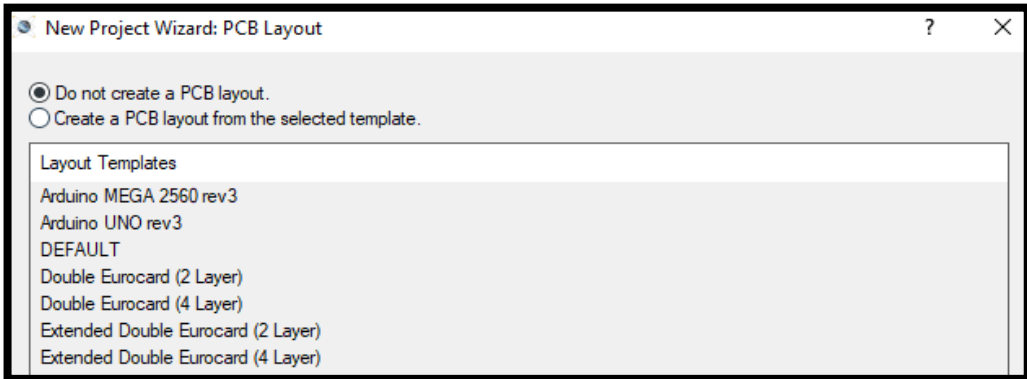 New Project Wizard: PCB Layout ?
Do not create a PCB layout.
Create a PCB layout from the selected template.
Layout Templates
Arduino MEGA 2560 rev3
Arduino UNO rev3
DEFAULT
Double Eurocard (2 Layer)
Double Eurocard (4 Layer)
Extended Double Eurocard (2 Layer)
Extended Double Eurocard (4 Layer)